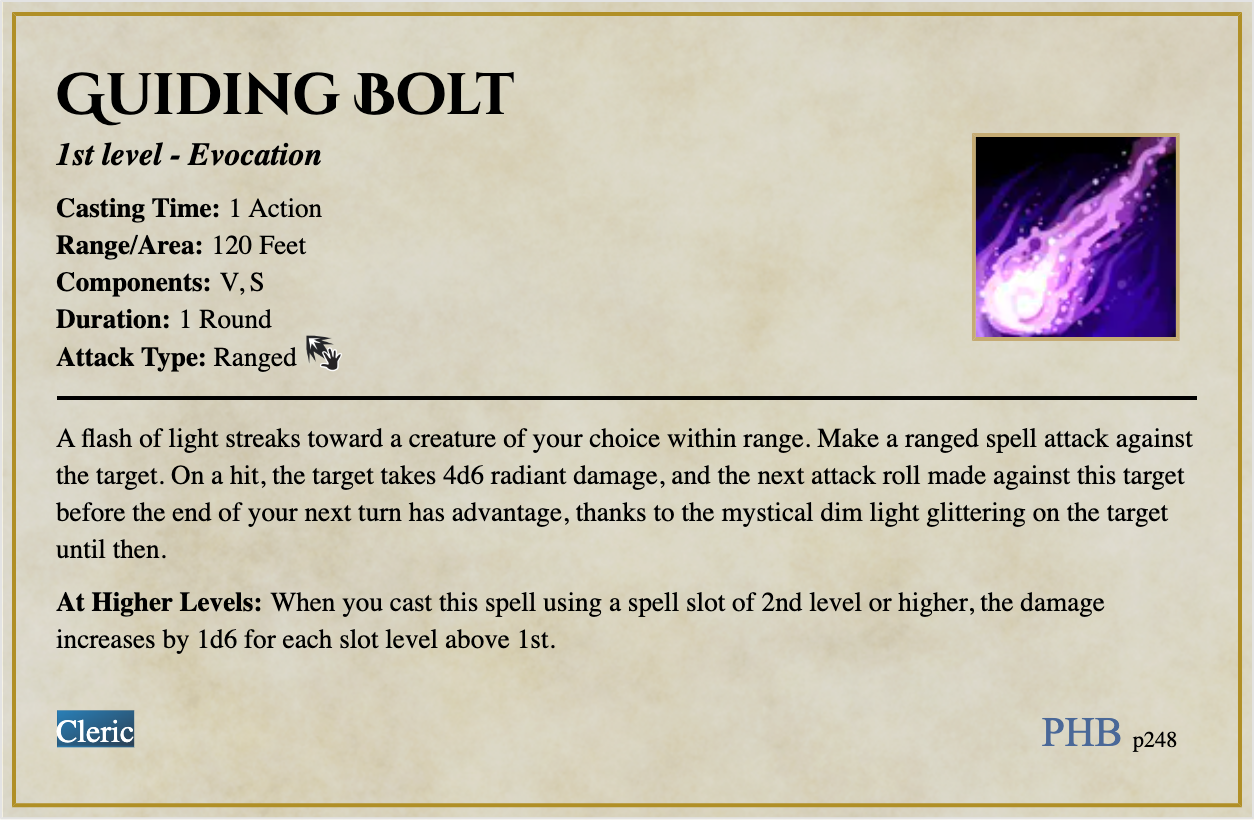 Guiding Bolt
1st level - Evocation
Casting Time: 1 Action
Range/Area: 120 Feet
Components: V, S
Duration: 1 Round
Attack Type: Ranged
A flash of light streaks toward a creature of your choice within range. Make a ranged spell attack against
the target. On a hit, the target takes 4d6 radiant damage, and the next attack roll made against this target
before the end of your next turn has advantage, thanks to the mystical dim light glittering on the target
until then.
At Higher Levels: When you cast this spell using a spell slot of 2nd level or higher, the damage
increases by 1d6 for each slot level above 1st.
Cleric
PHB p248